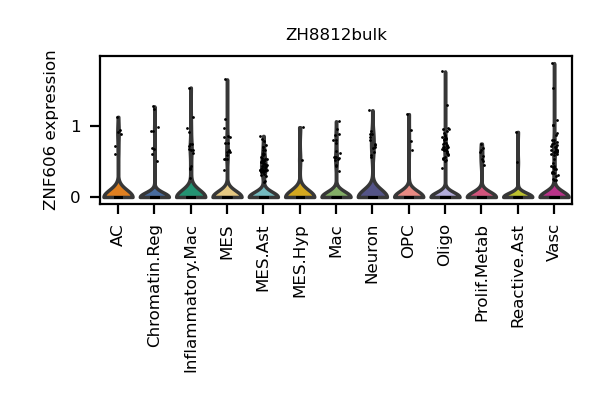 ZH8812bulk
ZNF606 expression
1
0
AC
Chromatin.Reg
Inflammatory.Mac
MES
MES.Ast
MES.Hyp
Mac
Neuron
OPC
Oligo
Prolif.Metab
Reactive.Ast
Vasc